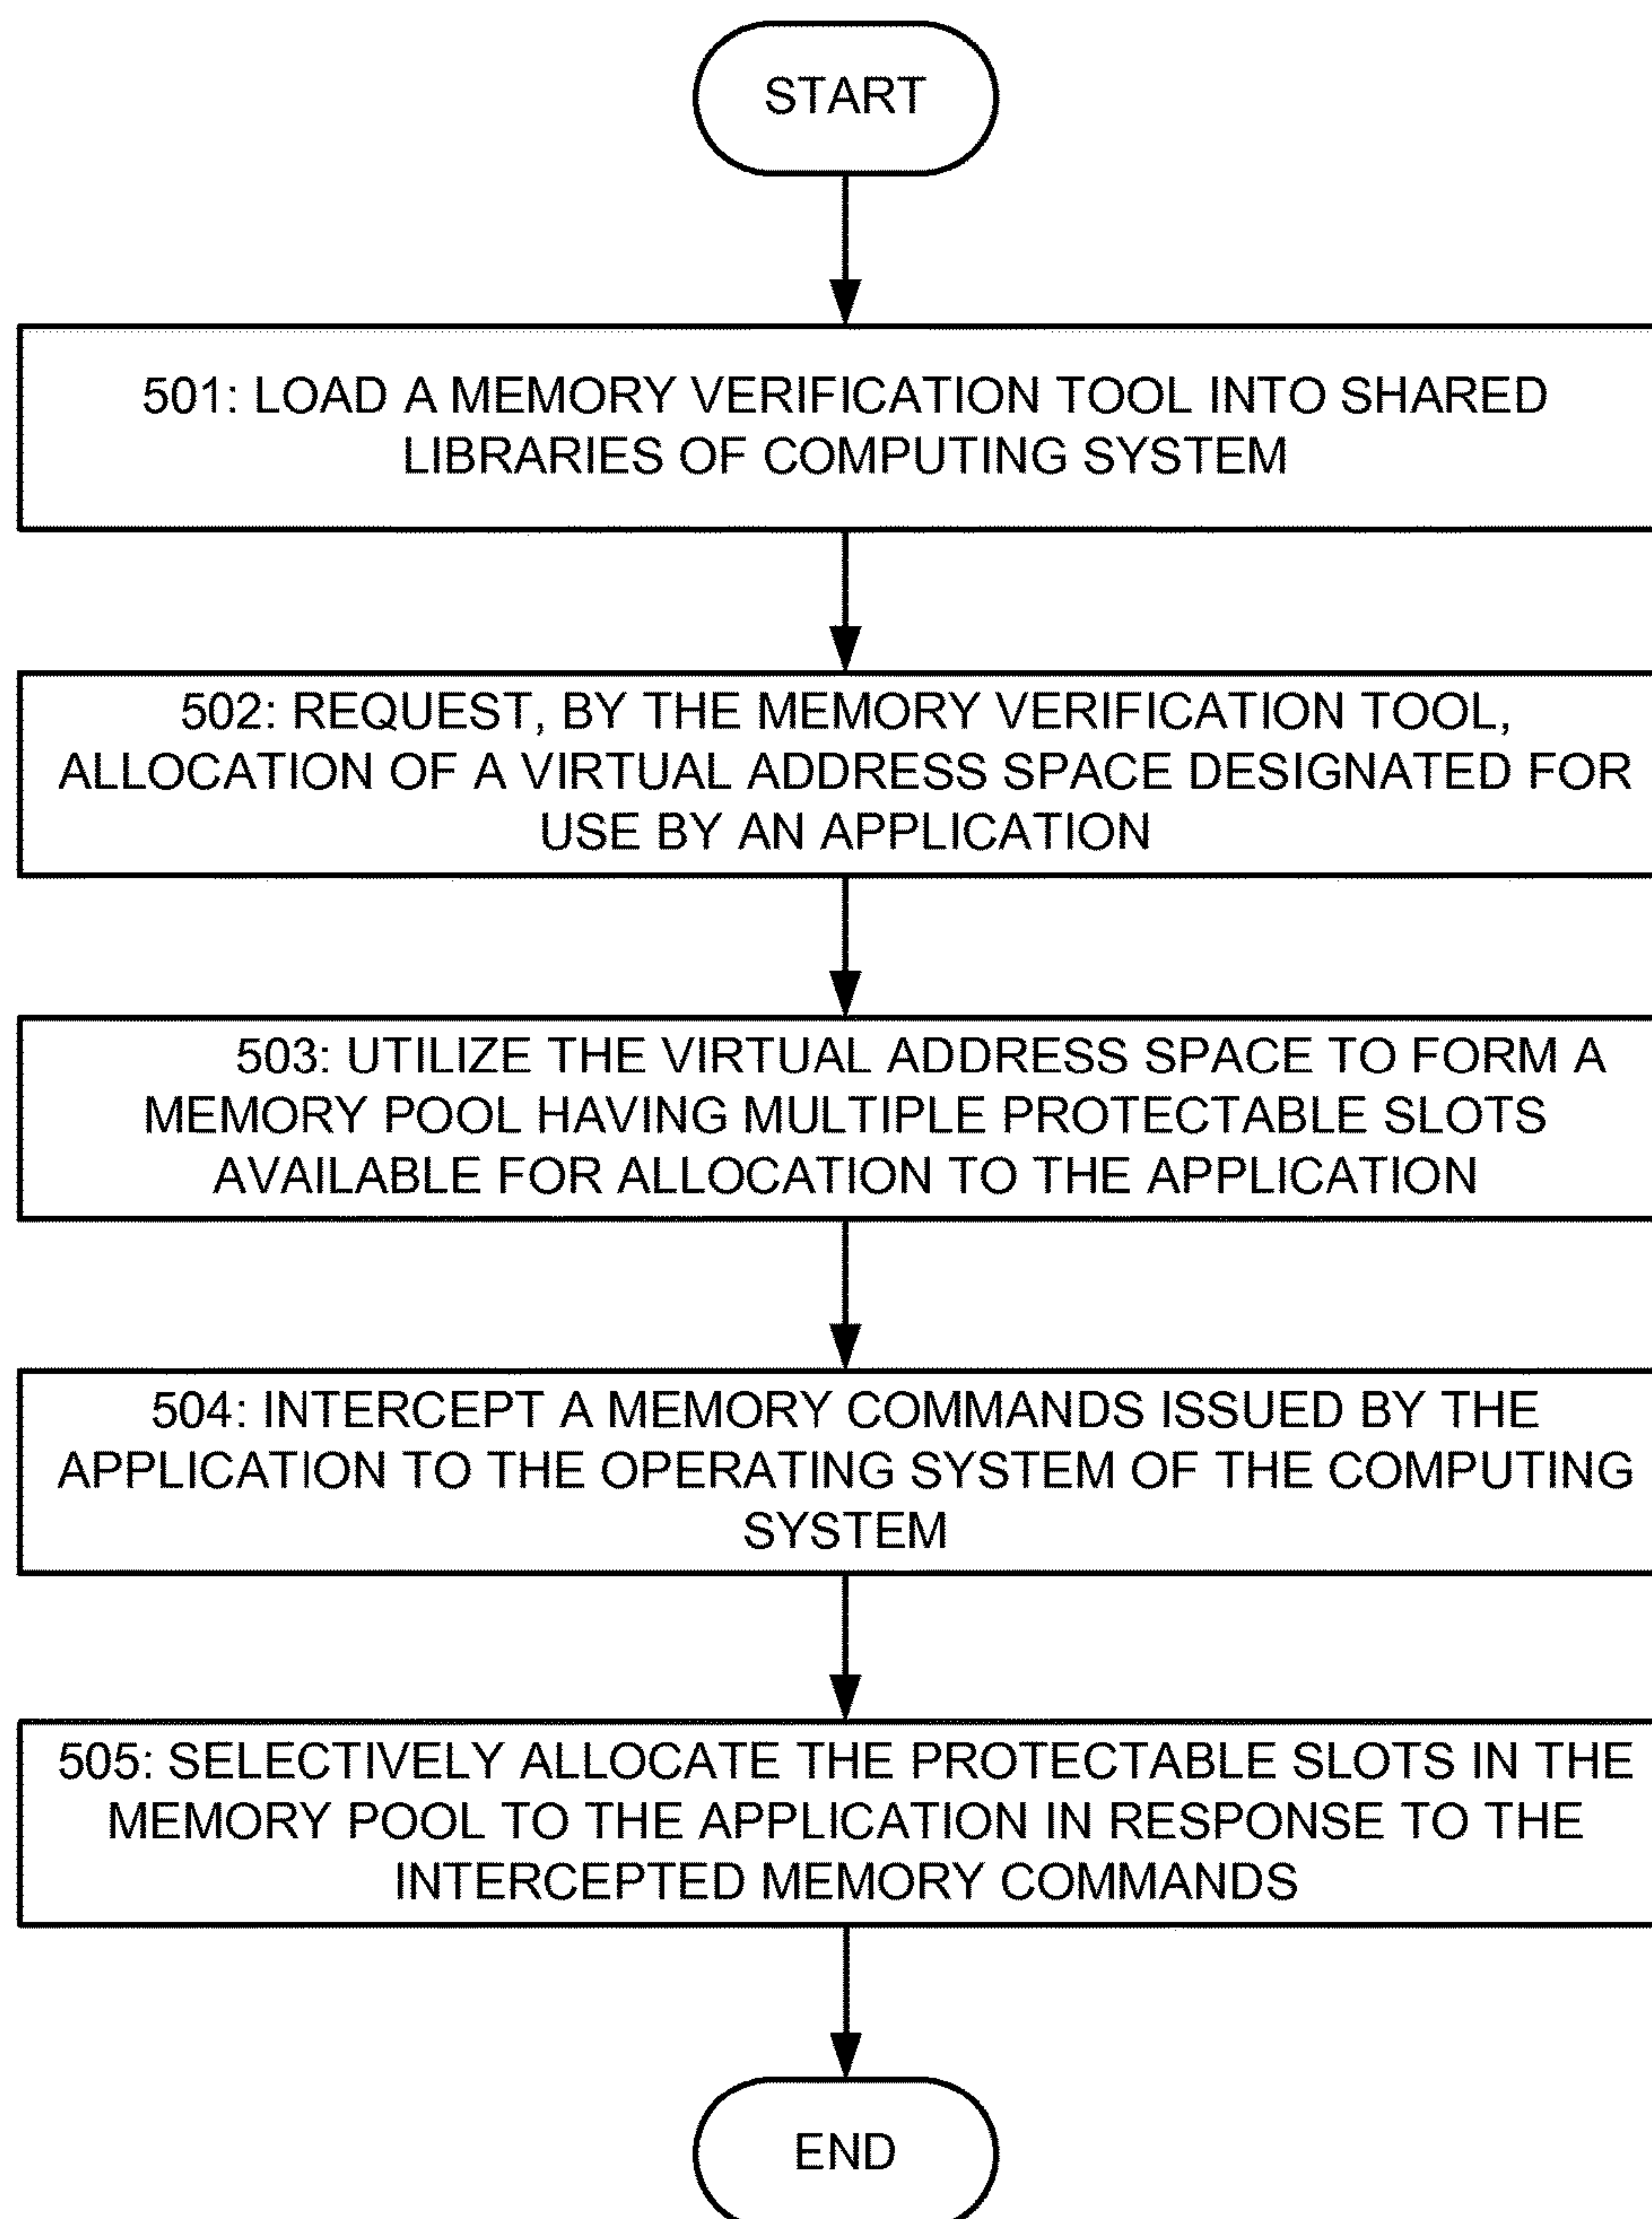 START
501: LOAD A MEMORY VERIFICATION TOOL INTO SHARED
LIBRARIES OF COMPUTING SYSTEM
502: REQUEST, BY THE MEMORY VERIFICATION TOOL,
ALLOCATION OF A VIRTUAL ADDRESS SPACE DESIGNATED FOR
USE BY AN APPLICATION
503: UTILIZE THE VIRTUAL ADDRESS SPACE TO FORM A
MEMORY POOL HAVING MULTIPLE PROTECTABLE SLOTS
AVAILABLE FOR ALLOCATION TO THE APPLICATION
504: INTERCEPT A MEMORY COMMANDS ISSUED BY THE
APPLICATION TO THE OPERATING SYSTEM OF THE COMPUTING
SYSTEM
505: SELECTIVELY ALLOCATE THE PROTECTABLE SLOTS IN THE
MEMORY POOL TO THE APPLICATION IN RESPONSE TO THE
INTERCEPTED MEMORY COMMANDS
END